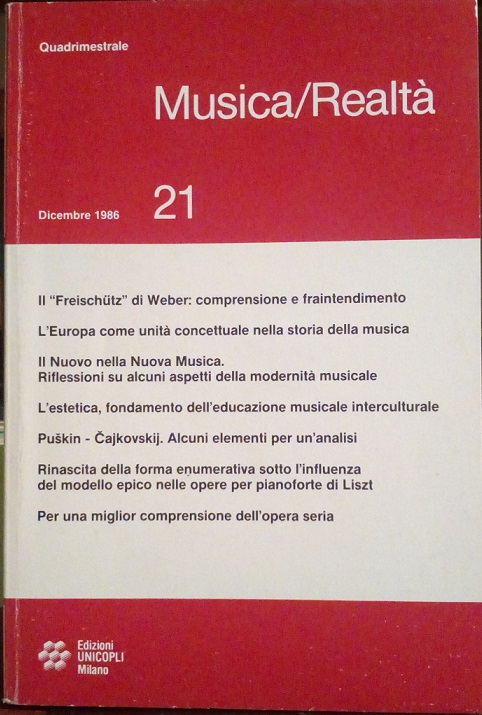 Quadrimestrale
Musica/Realtà
Dicembre 1986
21
Il "Freischütz" di Weber: comprensione e fraintendimento
L'Europa come unità concettuale nella storia della musica
Il Nuovo nella Nuova Musica.
Riflessioni su alcuni aspetti della modernità musicale
L'estetica, fondamento dell'educazione musicale interculturale
Puškin - Čajkovskij. Alcuni elementi per un'analisi
Rinascita della forma enumerativa sotto l'influenza
del modello epico nelle opere per pianoforte di Liszt
Per una miglior comprensione dell'opera seria
Edizioni
UNICOPLI
Milano